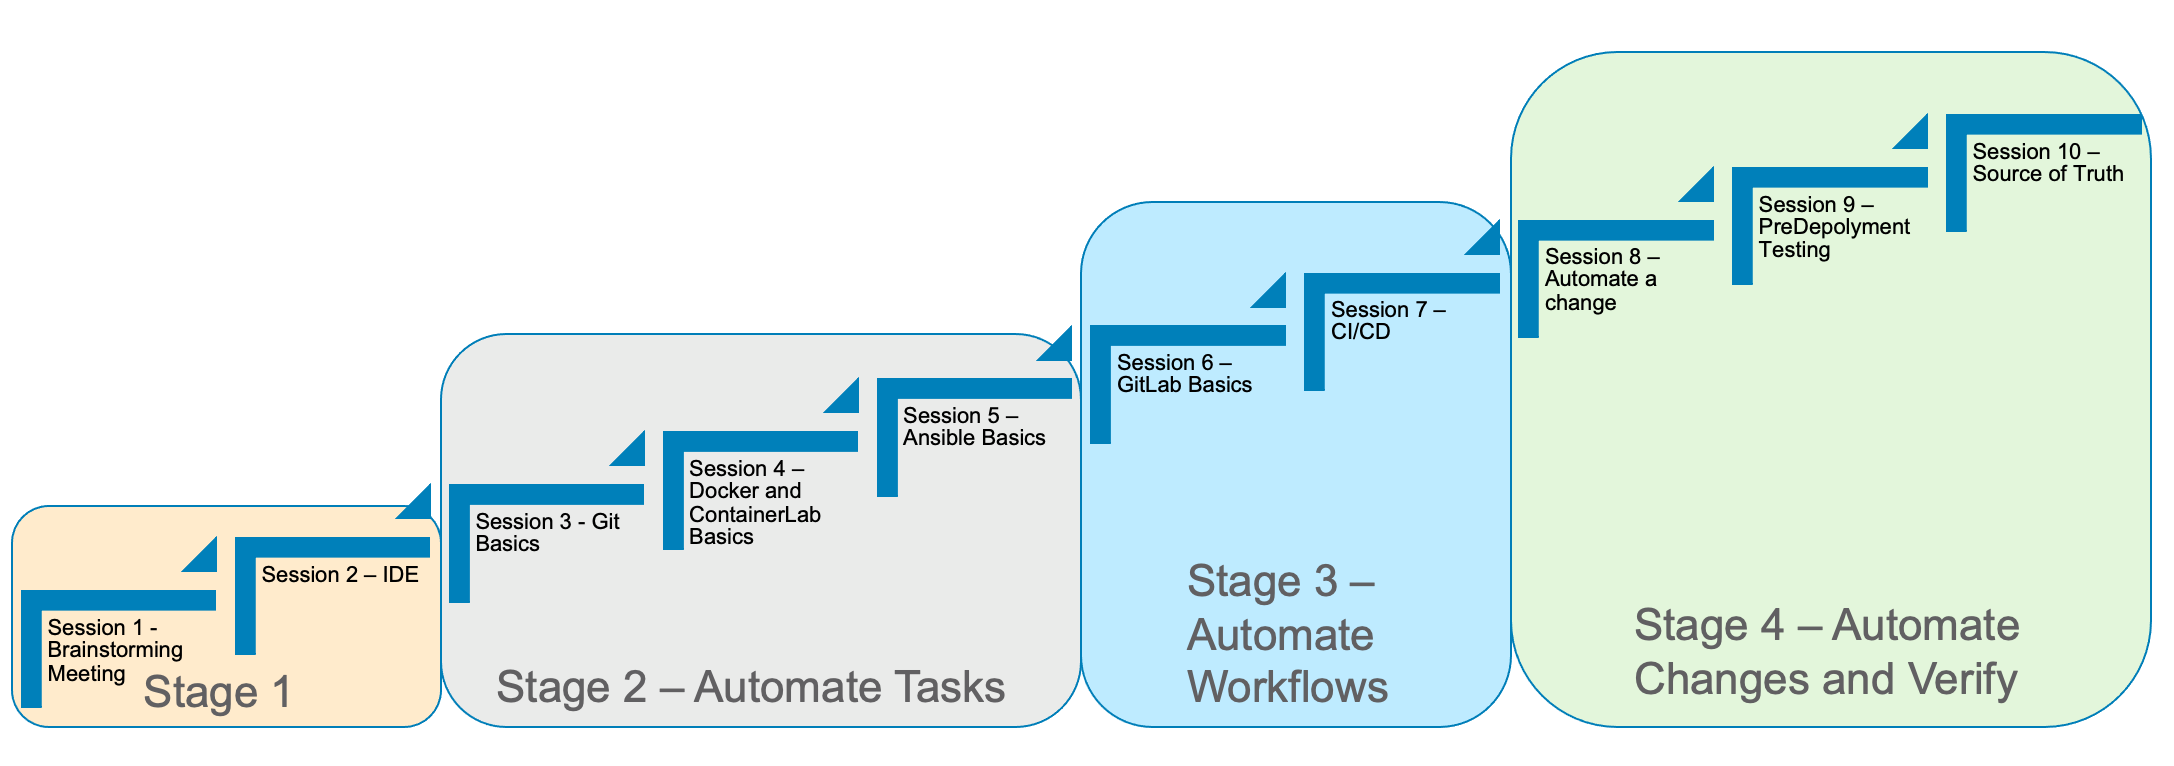 Session 1 -
Brainstorming
Meeting
Stage 1
Session 2 – IDE
Session 3 - Git
Basics
Session 4 –
Docker and
ContainerLab
Basics
Session 5 –
Ansible Basics
Stage 2 – Automate Tasks
Session 6 –
GitLab Basics
Session 7 –
CI/CD
Stage 3 –
Automate
Workflows
Session 8 –
Automate a
change
Session 9 –
PreDepolyment
Testing
Session 10 –
Source of Truth
Stage 4 – Automate
Changes and Verify